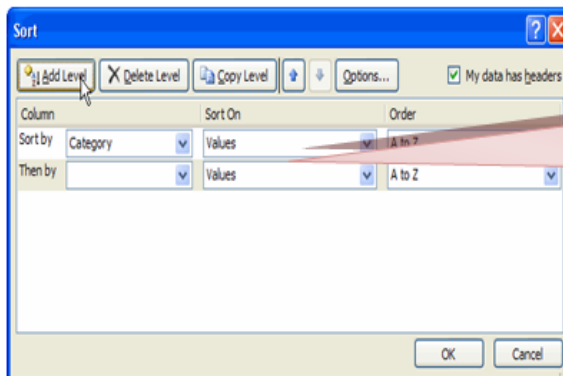 Sort
Add Level Delete Level Copy Level Options... My data has headers
Column Sort On Order
Sort by Category Values A to Z
Then by Values A to Z
OK Cancel